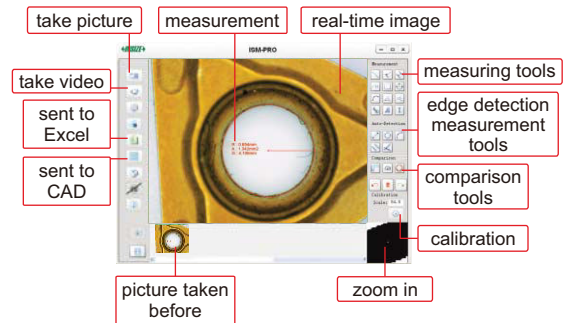 take picture
measurement
real-time image
INSIZE
ISM-PRO
Measurement
take video
measuring tools
sent to
Excel
edge detection
measurement
tools
Auto-Detection
sent to
CAD
Comparison
comparison
tools
Calibration
Scale:
calibration
picture taken
before
zoom in